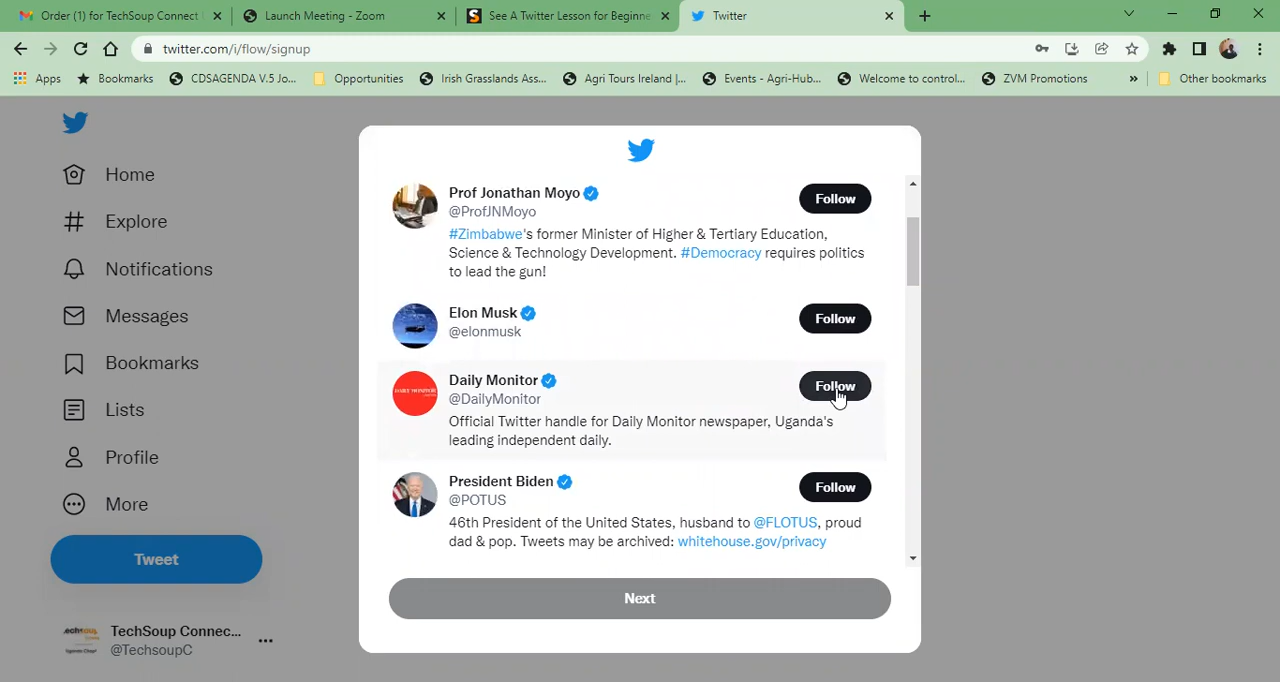 Order (1) for TechSoup Connect
Launch Meeting - Zoom
See A Twitter Lesson for Beginne
Twitter
twitter.com/i/flow/signup
Apps
Bookmarks
CDSAGENDA V.5 Jo...
Opportunities
Irish Grasslands Ass...
Agri Tours Ireland |...
Events - Agri-Hub...
Welcome to control...
ZVM Promotions
»
Other bookmarks
Home
Explore
Notifications
Messages
Bookmarks
Lists
Profile
More
Tweet
TechSoup Connec...
@TechsoupC
Prof Jonathan Moyo
@ProfJNMoyo
Follow
#Zimbabwe's former Minister of Higher & Tertiary Education,
Science & Technology Development. #Democracy requires politics
to lead the gun!
Elon Musk
@elonmusk
Follow
Daily Monitor
@DailyMonitor
Follow
Official Twitter handle for Daily Monitor newspaper, Uganda's
leading independent daily.
President Biden
@POTUS
Follow
46th President of the United States, husband to @FLOTUS, proud
dad & pop. Tweets may be archived: whitehouse.gov/privacy
Next